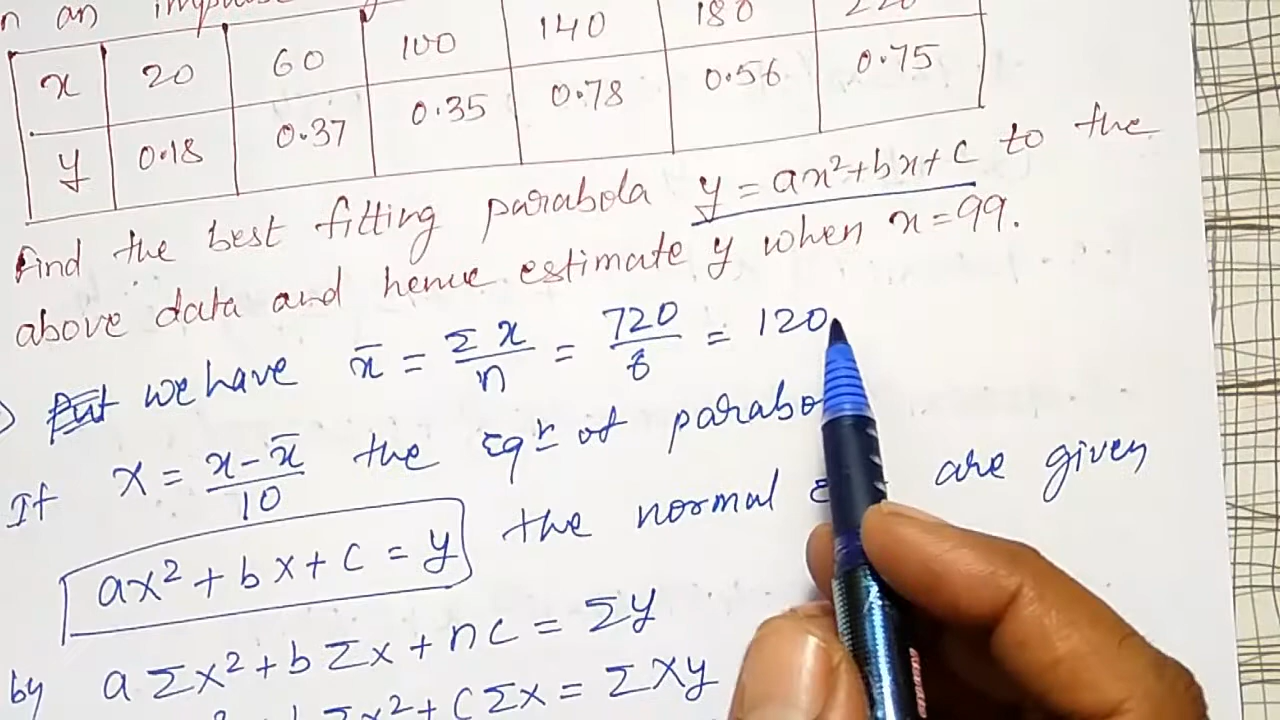 n an
x 20 60 100 140 180 220
y 0.18 0.37 0.35 0.78 0.56 0.75
Find the best fitting parabola y = ax²+bx+c to the
above data and hence estimate y when x=99.
we have x̄ = Σx/n = 720/6 = 120
If X = (x-x̄)/10 the Eqn of
aX² + bX + c = y the normal are given
by aΣX² + bΣX + nc = Σy
ΣX² + cΣX = ΣXy